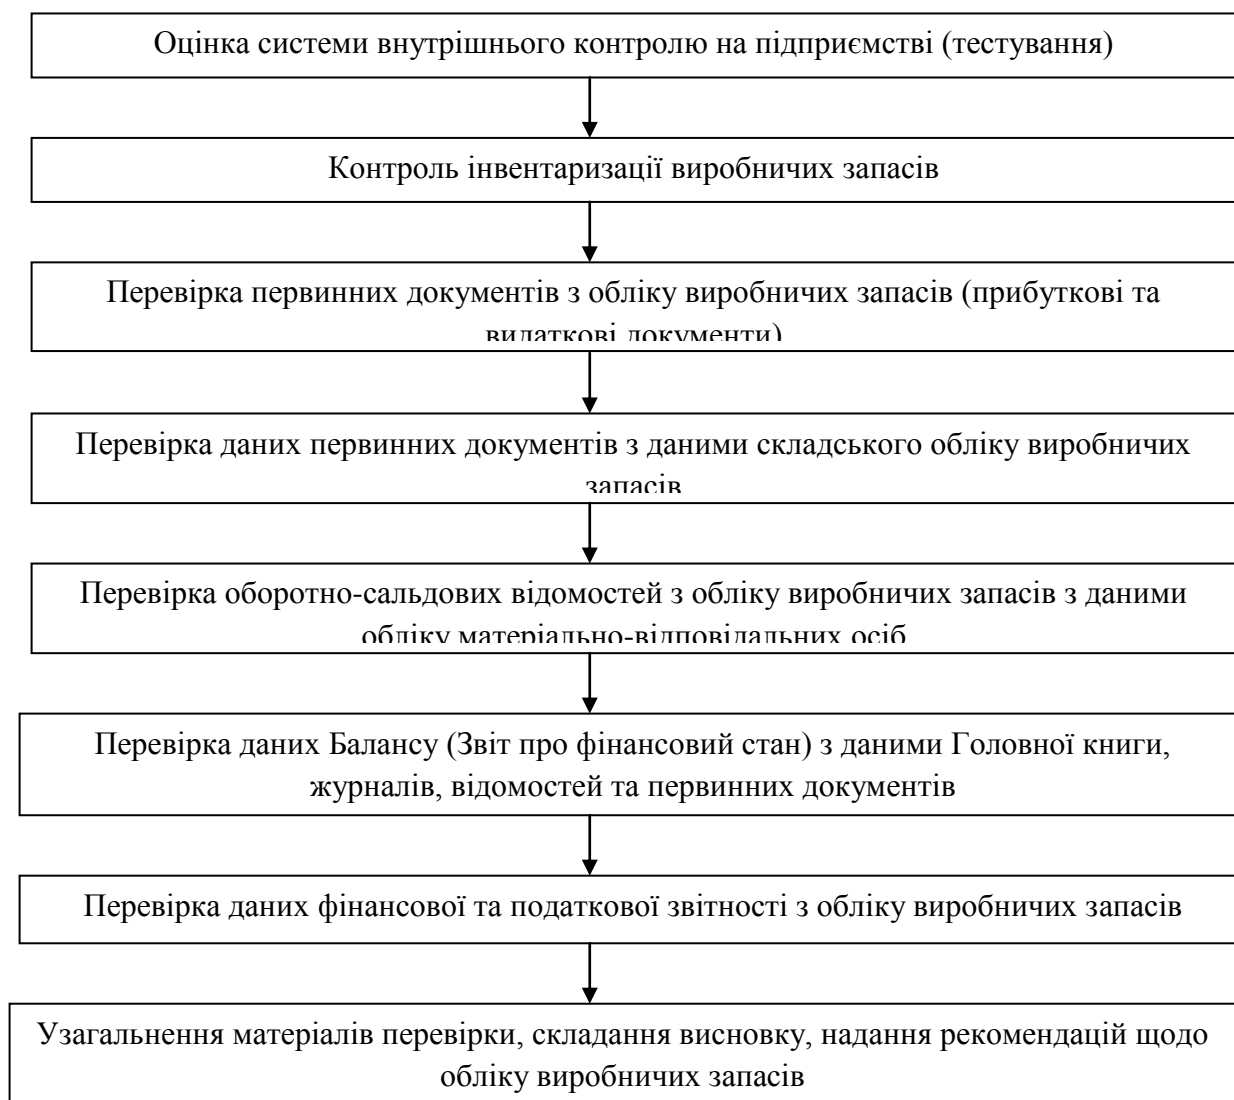 Оцінка системи внутрішнього контролю на підприємстві (тестування)
Контроль інвентаризації виробничих запасів
Перевірка первинних документів з обліку виробничих запасів (прибуткові та
видаткові документи)
Перевірка даних первинних документів з даними складського обліку виробничих
запасів
Перевірка оборотно-сальдових відомостей з обліку виробничих запасів з даними
обліку матеріально-відповідальних осіб
Перевірка даних Балансу (Звіт про фінансовий стан) з даними Головної книги,
журналів, відомостей та первинних документів
Перевірка даних фінансової та податкової звітності з обліку виробничих запасів
Узагальнення матеріалів перевірки, складання висновку, надання рекомендацій щодо
обліку виробничих запасів